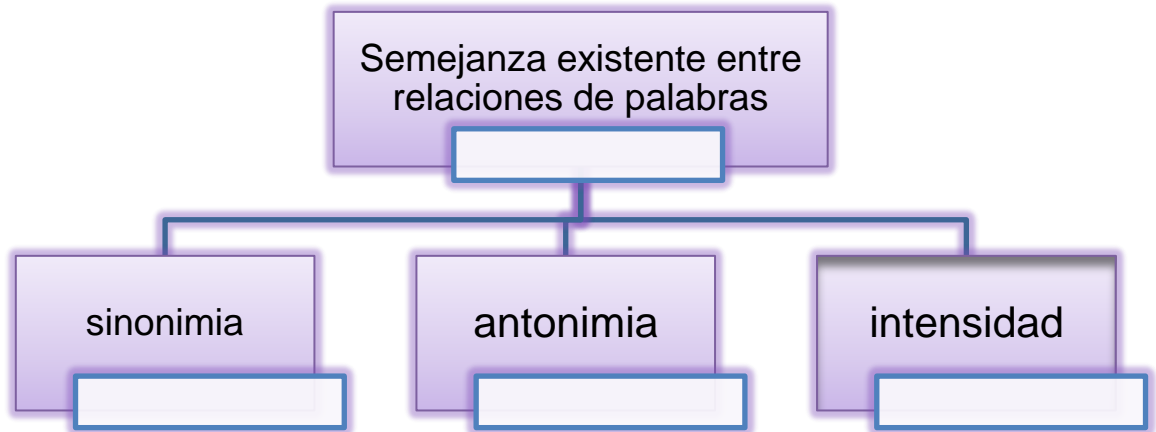 Semejanza existente entre
relaciones de palabras
sinonimia
antonimia
intensidad